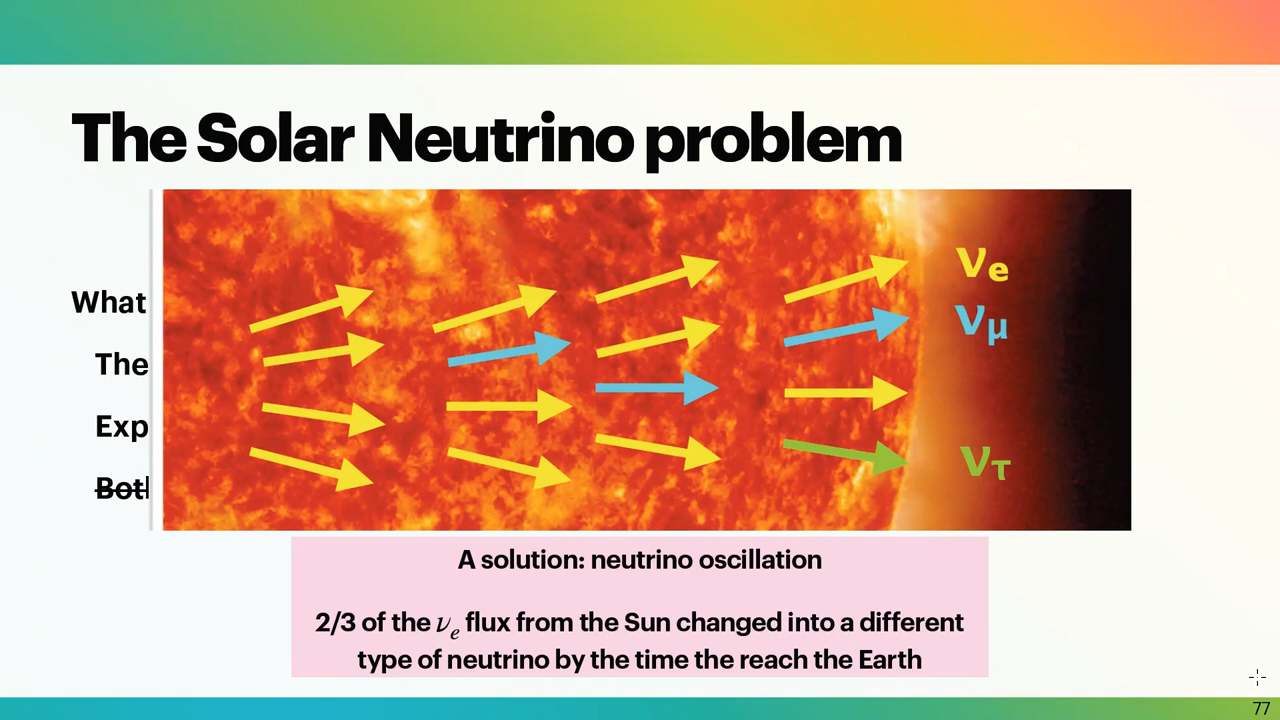 The Solar Neutrino problem
What
The
Exp
Bot
νe
νμ
ντ
A solution: neutrino oscillation
2/3 of the νe flux from the Sun changed into a different
type of neutrino by the time the reach the Earth
77